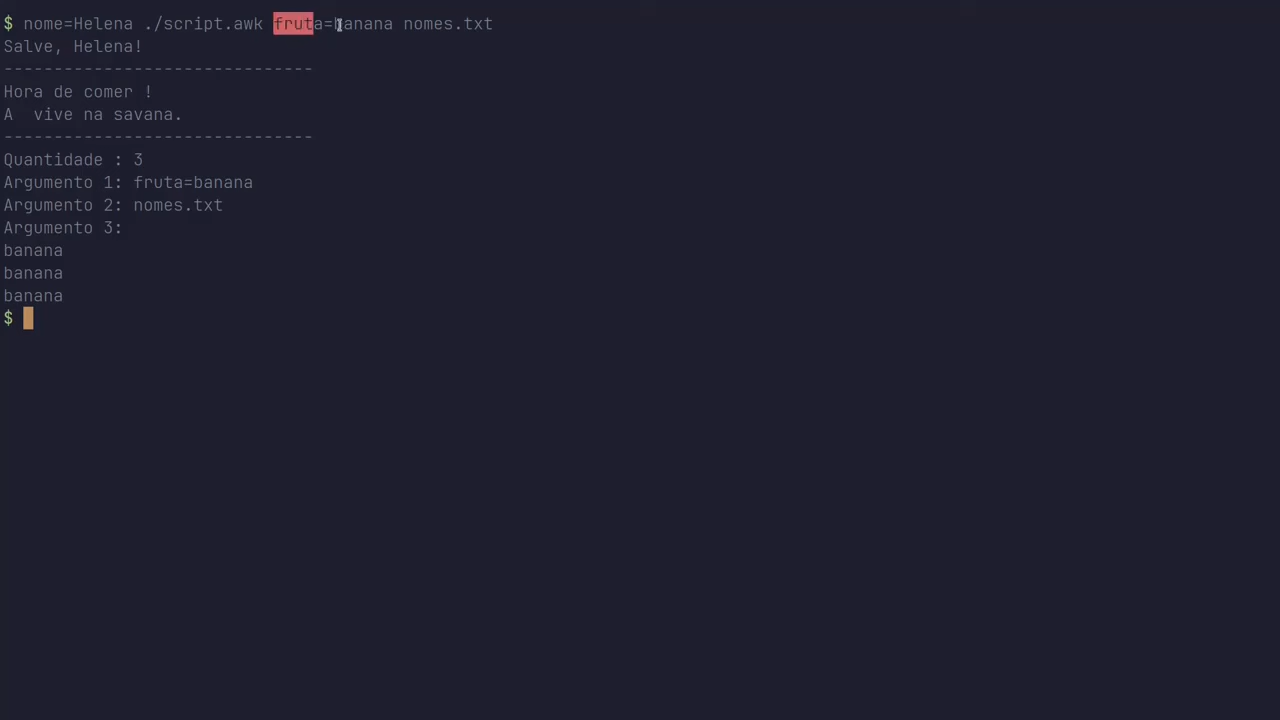 $ nome=Helena ./script.awk fruta=banana nomes.txt
Salve, Helena!
-------------------------------
Hora de comer !
A  vive na savana.
-------------------------------
Quantidade : 3
Argumento 1: fruta=banana
Argumento 2: nomes.txt
Argumento 3:
banana
banana
banana
$